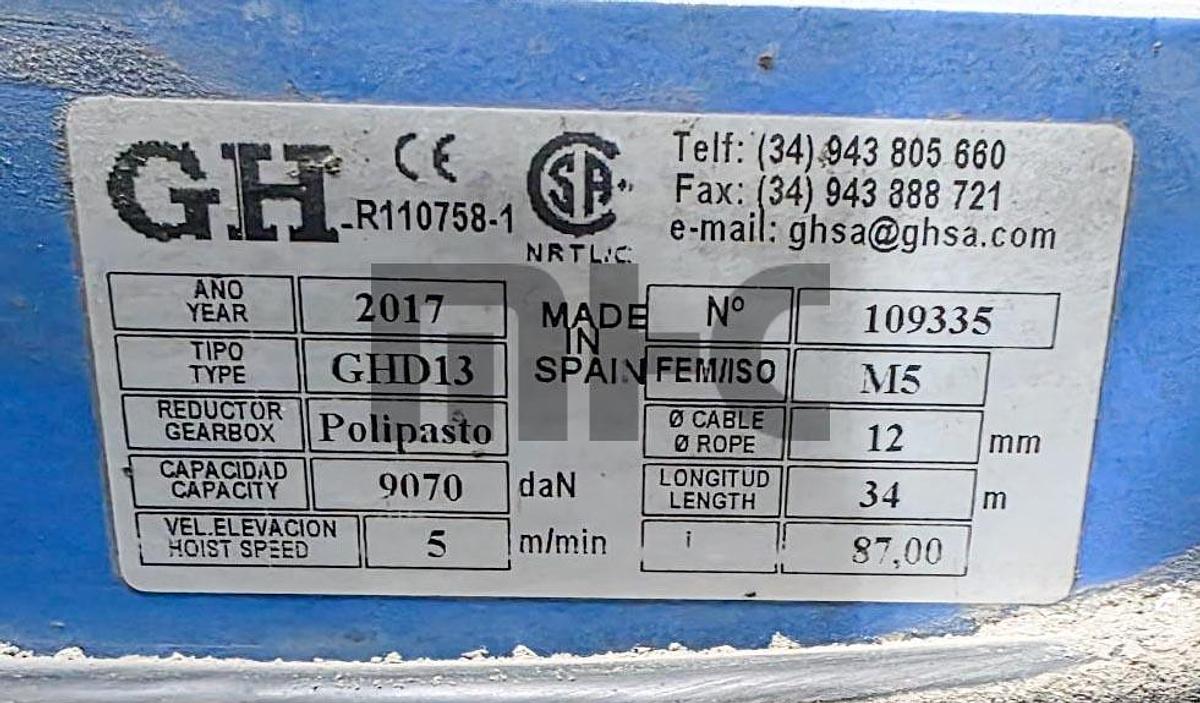 GH CE
-R110758-1
CSA
NRTL/C
Telf: (34) 943 805 660
Fax: (34) 943 888 721
e-mail: ghsa@ghsa.com
AÑO
YEAR
2017
TIPO
TYPE
GHD13
REDUCTOR
GEARBOX
Polipasto
CAPACIDAD
CAPACITY
9070 daN
VEL.ELEVACION
HOIST SPEED
5 m/min
MADE
IN
SPAIN
Nº 109335
FEM/ISO M5
Ø CABLE
Ø ROPE
12 mm
LONGITUD
LENGTH
34 m
i 87,00